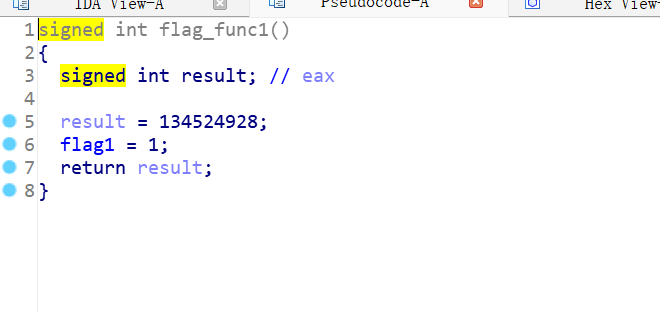 IDA View-A Pseudocode-A Hex View-
1 signed int flag_func1()
2 {
3 signed int result; // eax
4
5 result = 134524928;
6 flag1 = 1;
7 return result;
8 }